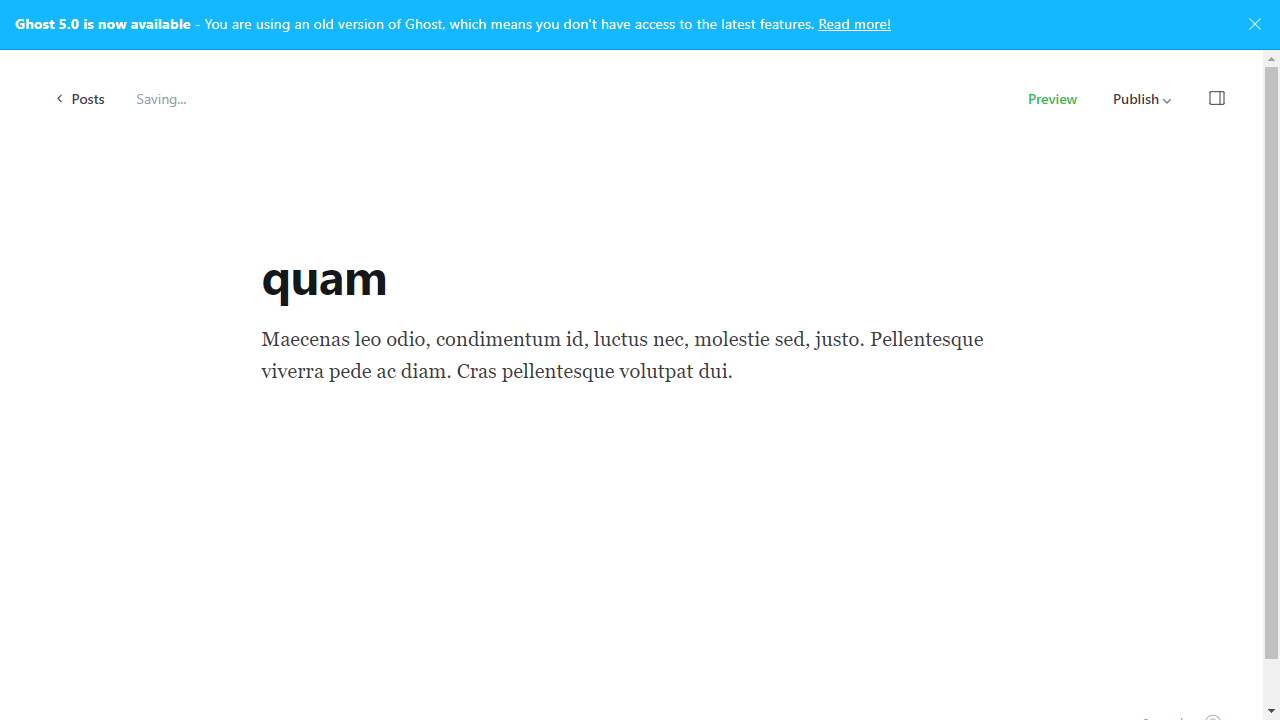 Ghost 5.0 is now available - You are using an old version of Ghost, which means you don't have access to the latest features. Read more!
Posts Saving... Preview Publish
quam
Maecenas leo odio, condimentum id, luctus nec, molestie sed, justo. Pellentesque
viverra pede ac diam. Cras pellentesque volutpat dui.